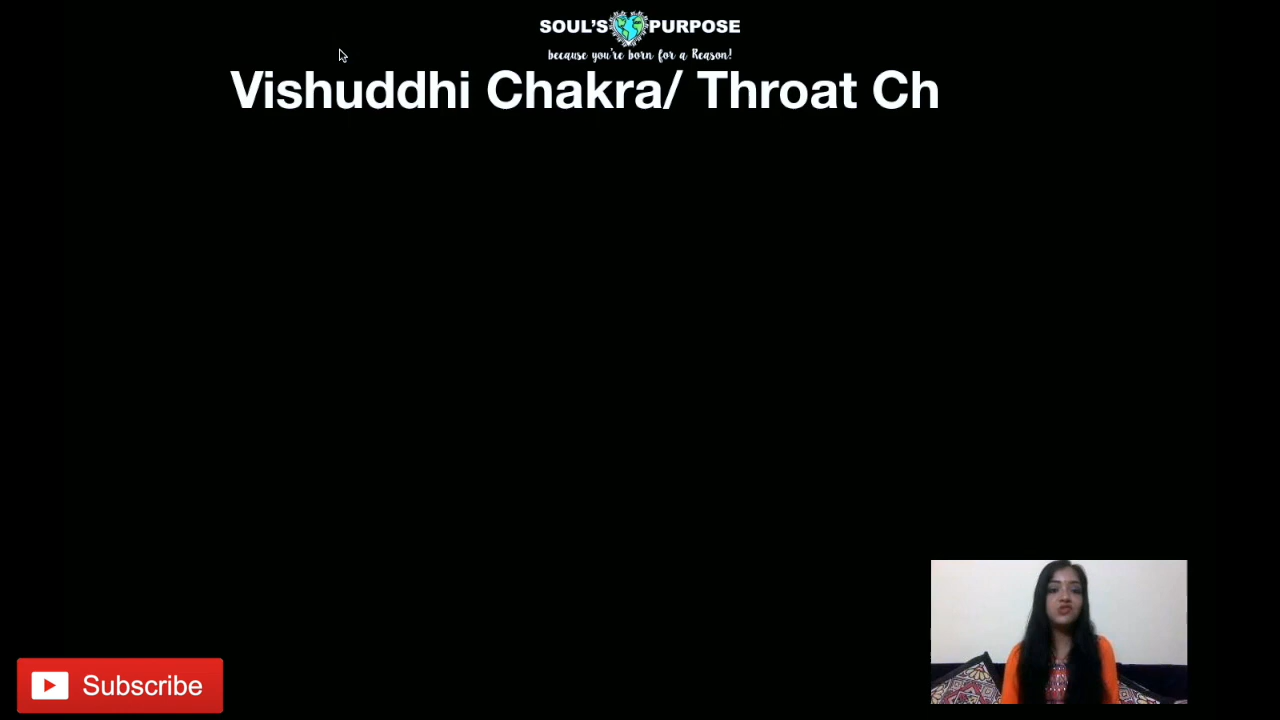 SOUL'S PURPOSE
because you're born for a Reason!
Vishuddhi Chakra/ Throat Ch
Subscribe